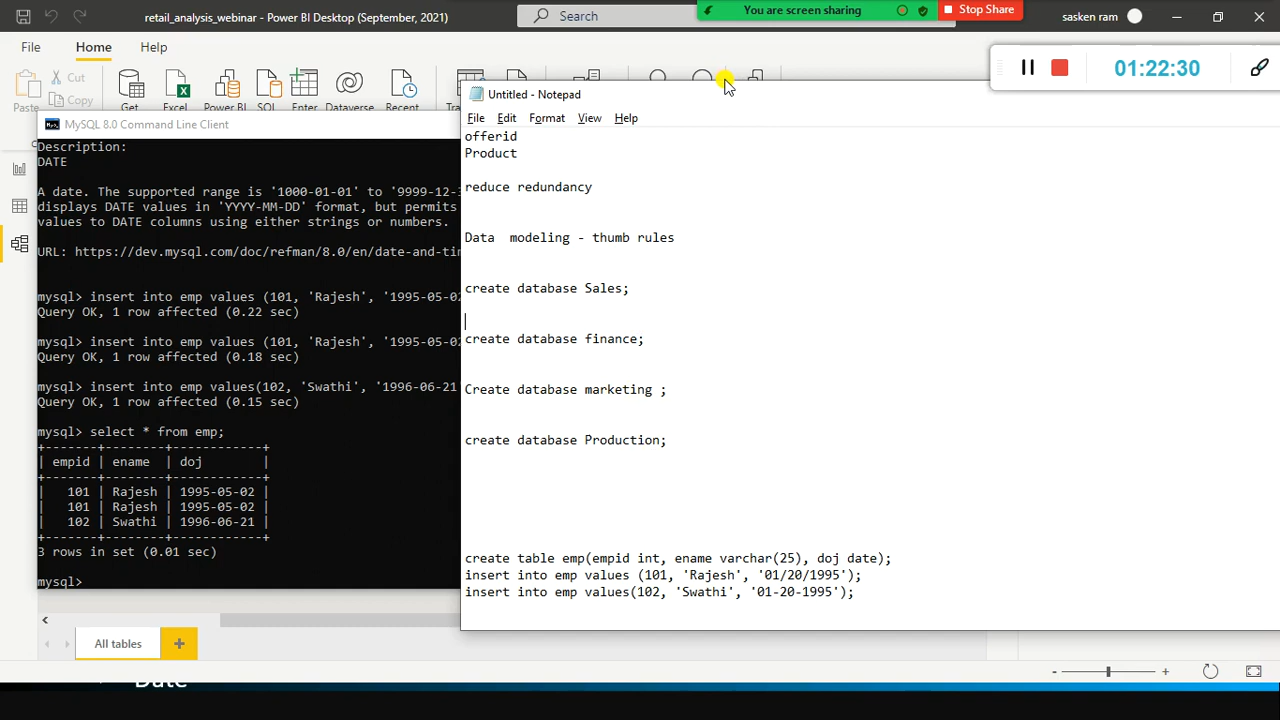 retail_analysis_webinar - Power BI Desktop (September, 2021)
Search
You are screen sharing
Stop Share
sasken ram
File
Home
Help
01:22:30
Paste
Cut
Copy
Get
Excel
Power BI
SQL
Enter
Dataverse
Recent
MySQL 8.0 Command Line Client
Description:
DATE
A date. The supported range is '1000-01-01' to '9999-12-3
displays DATE values in 'YYYY-MM-DD' format, but permits
values to DATE columns using either strings or numbers.
URL: https://dev.mysql.com/doc/refman/8.0/en/date-and-tim
mysql> insert into emp values (101, 'Rajesh', '1995-05-02
Query OK, 1 row affected (0.22 sec)
mysql> insert into emp values (101, 'Rajesh', '1995-05-02
Query OK, 1 row affected (0.18 sec)
mysql> insert into emp values(102, 'Swathi', '1996-06-21'
Query OK, 1 row affected (0.15 sec)
mysql> select * from emp;
+-------+--------+------------+
| empid | ename | doj |
+-------+--------+------------+
| 101 | Rajesh | 1995-05-02 |
| 101 | Rajesh | 1995-05-02 |
| 102 | Swathi | 1996-06-21 |
+-------+--------+------------+
3 rows in set (0.01 sec)
mysql>
Untitled - Notepad
File Edit Format View Help
offerid
Product
reduce redundancy
Data  modeling - thumb rules
create database Sales;
create database finance;
Create database marketing ;
create database Production;
create table emp(empid int, ename varchar(25), doj date);
insert into emp values (101, 'Rajesh', '01/20/1995');
insert into emp values(102, 'Swathi', '01-20-1995');
All tables
Date